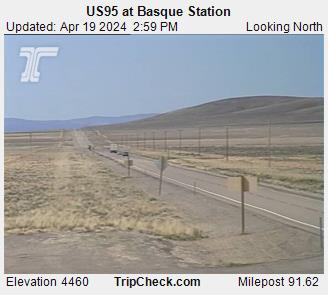 US95 at Basque Station
Updated: Apr 19 2024 2:59 PM Looking North
Elevation 4460 TripCheck.com Milepost 91.62